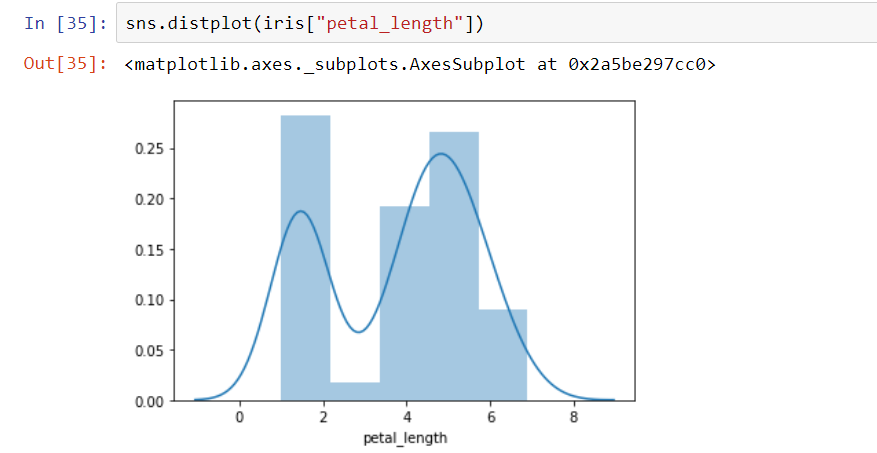 In [35]: sns.distplot(iris["petal_length"])
Out[35]: <matplotlib.axes._subplots.AxesSubplot at 0x2a5be297cc0>
0.25
0.20
0.15
0.10
0.05
0.00
0 2 4 6 8
petal_length